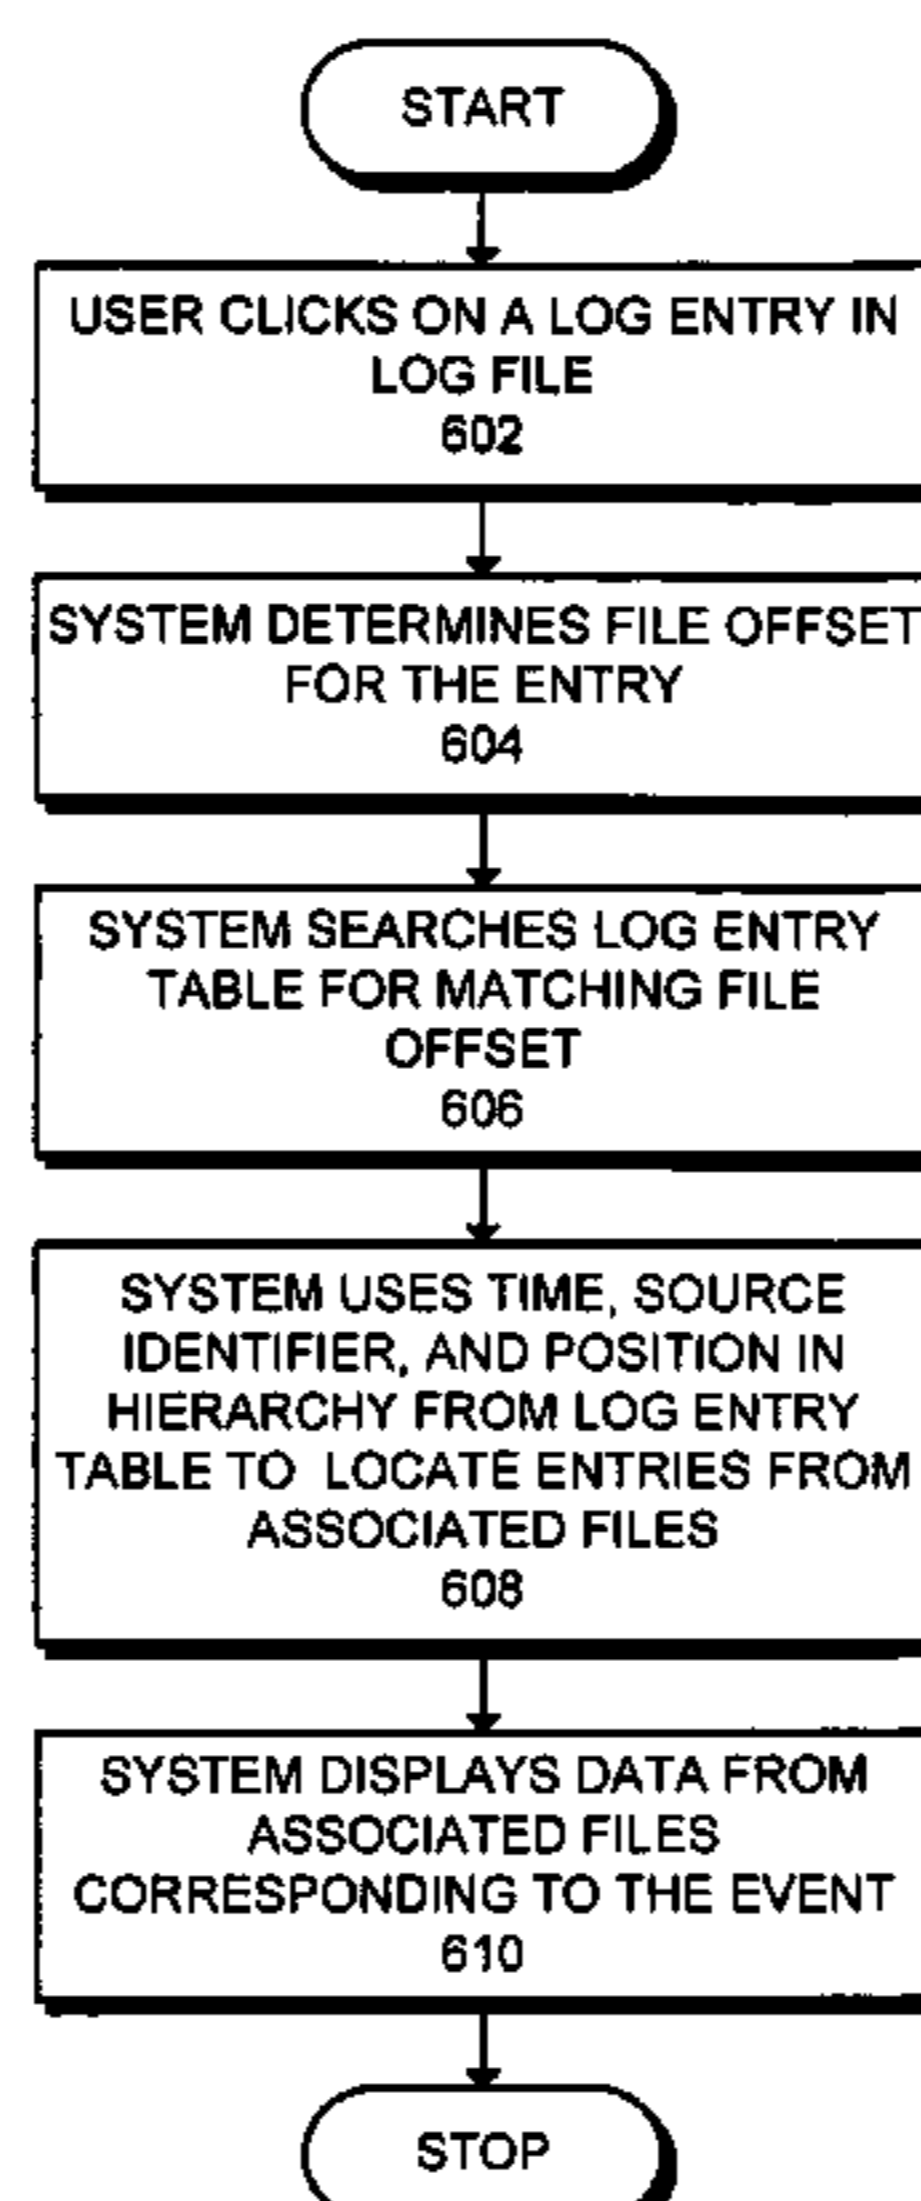 START
USER CLICKS ON A LOG ENTRY IN
LOG FILE
602
SYSTEM DETERMINES FILE OFFSET
FOR THE ENTRY
604
SYSTEM SEARCHES LOG ENTRY
TABLE FOR MATCHING FILE
OFFSET
606
SYSTEM USES TIME, SOURCE
IDENTIFIER, AND POSITION IN
HIERARCHY FROM LOG ENTRY
TABLE TO LOCATE ENTRIES FROM
ASSOCIATED FILES
608
SYSTEM DISPLAYS DATA FROM
ASSOCIATED FILES
CORRESPONDING TO THE EVENT
610
STOP